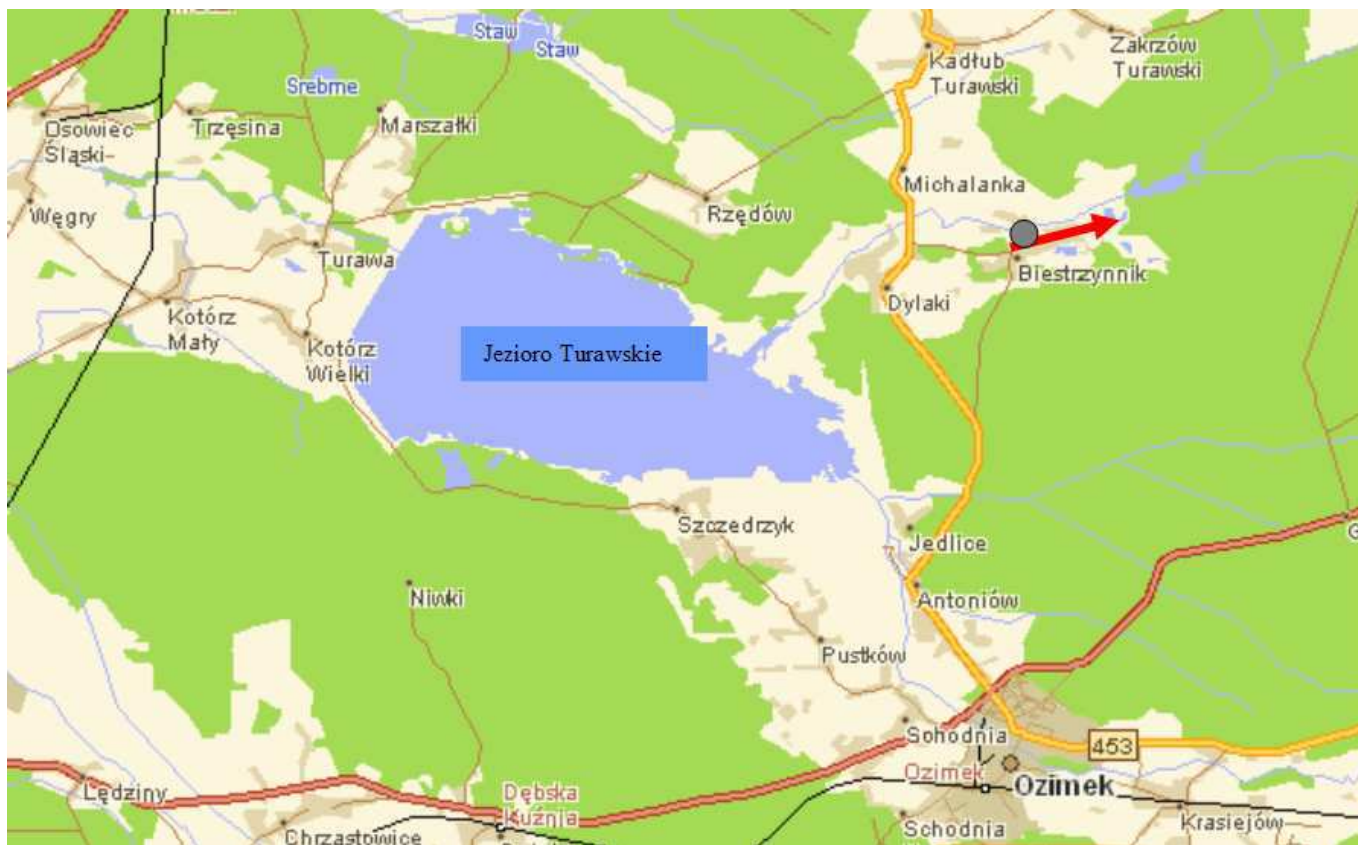 Staw
Staw
Kadłub
Turawski
Zakrzów
Turawski
Srebrne
Osowiec
Śląski
Trzęsina
Marszałki
Michalanka
Węgry
Rzędów
Turawa
Biestrzynnik
Dylaki
Kotórz
Mały
Kotórz
Wielki
Jezioro Turawskie
Szczedrzyk
Jedlice
Niwki
Antoniów
Pustków
Sohodnia
453
Lędziny
Dębska
Kuźnia
Ozimek
Ozimek
Chrząstowice
Schodnia
Krasiejów